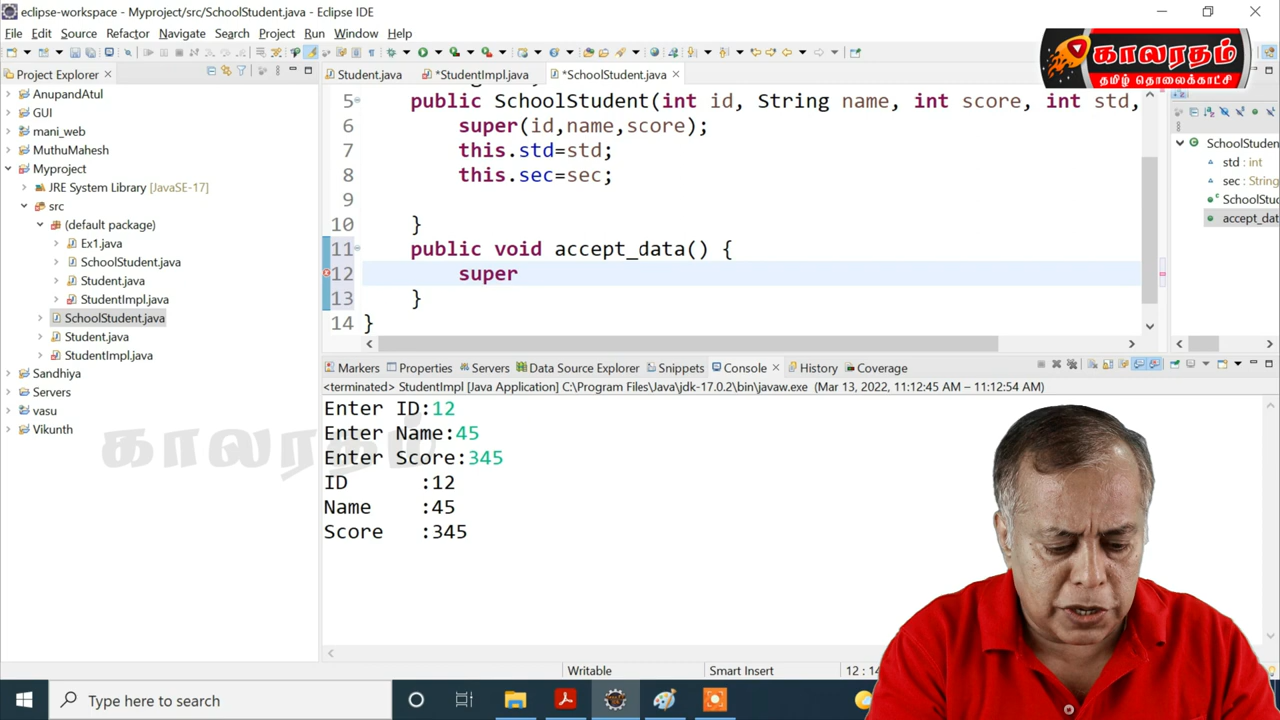 eclipse-workspace - Myproject/src/SchoolStudent.java - Eclipse IDE
File Edit Source Refactor Navigate Search Project Run Window Help
காலரதம்
தமிழ் தொலைக்காட்சி
Project Explorer
Student.java *StudentImpl.java *SchoolStudent.java
AnupandAtul
GUI
mani_web
MuthuMahesh
Myproject
JRE System Library [JavaSE-17]
src
(default package)
Ex1.java
SchoolStudent.java
Student.java
StudentImpl.java
SchoolStudent.java
Student.java
StudentImpl.java
Sandhiya
Servers
vasu
Vikunth
5 public SchoolStudent(int id, String name, int score, int std,
6 super(id,name,score);
7 this.std=std;
8 this.sec=sec;
9
10 }
11 public void accept_data() {
12 super
13 }
14 }
SchoolStuden
std : int
sec : String
SchoolStud
accept_dat
Markers Properties Servers Data Source Explorer Snippets Console History Coverage
<terminated> StudentImpl [Java Application] C:\Program Files\Java\jdk-17.0.2\bin\javaw.exe (Mar 13, 2022, 11:12:45 AM – 11:12:54 AM)
Enter ID:12
Enter Name:45
Enter Score:345
ID :12
Name :45
Score :345
காலரதம்
Writable Smart Insert 12 : 14
Type here to search